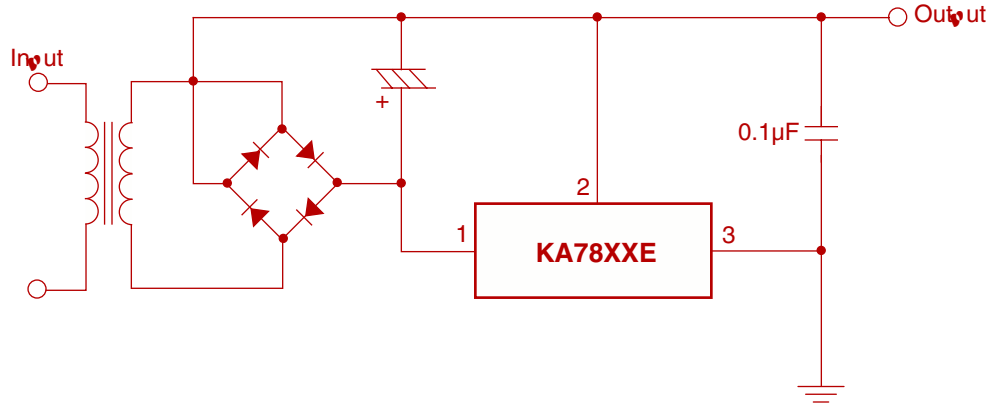 Output
Input
+
0.1µF
2
1
KA78XXE
3